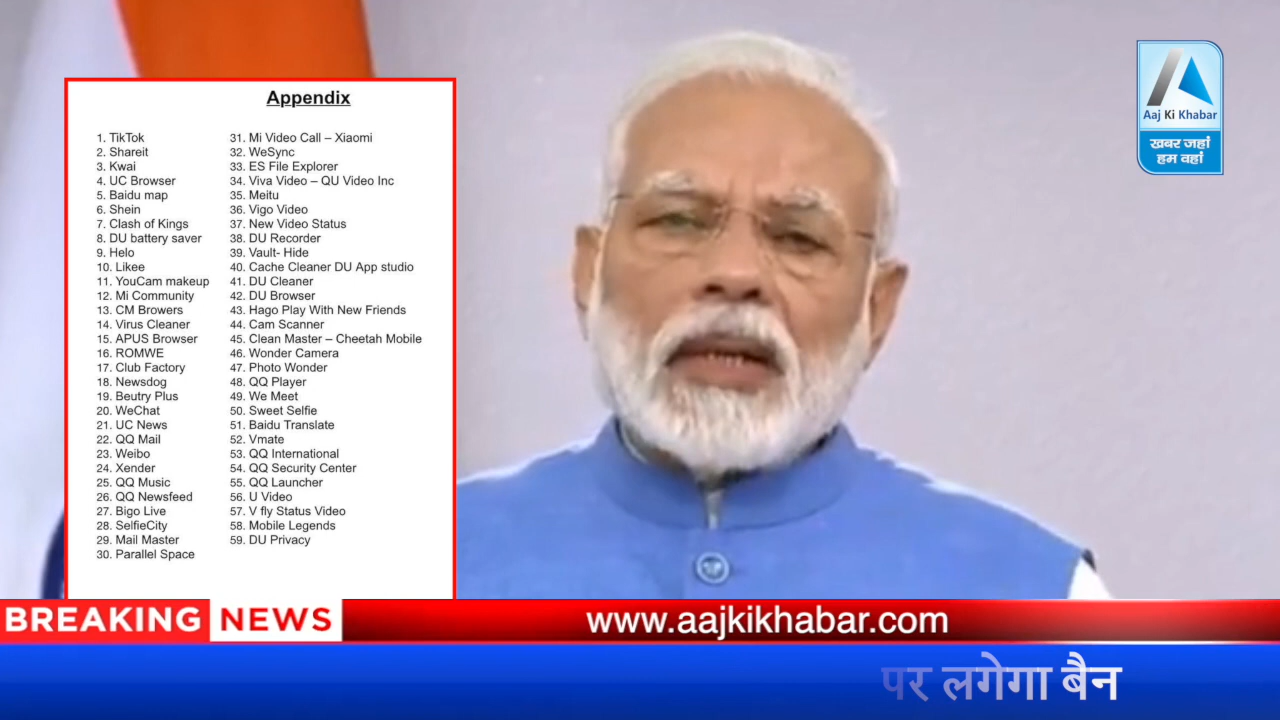 Appendix
1. TikTok
2. Shareit
3. Kwai
4. UC Browser
5. Baidu map
6. Shein
7. Clash of Kings
8. DU battery saver
9. Helo
10. Likee
11. YouCam makeup
12. Mi Community
13. CM Browers
14. Virus Cleaner
15. APUS Browser
16. ROMWE
17. Club Factory
18. Newsdog
19. Beutry Plus
20. WeChat
21. UC News
22. QQ Mail
23. Weibo
24. Xender
25. QQ Music
26. QQ Newsfeed
27. Bigo Live
28. SelfieCity
29. Mail Master
30. Parallel Space
31. Mi Video Call – Xiaomi
32. WeSync
33. ES File Explorer
34. Viva Video – QU Video Inc
35. Meitu
36. Vigo Video
37. New Video Status
38. DU Recorder
39. Vault- Hide
40. Cache Cleaner DU App studio
41. DU Cleaner
42. DU Browser
43. Hago Play With New Friends
44. Cam Scanner
45. Clean Master – Cheetah Mobile
46. Wonder Camera
47. Photo Wonder
48. QQ Player
49. We Meet
50. Sweet Selfie
51. Baidu Translate
52. Vmate
53. QQ International
54. QQ Security Center
55. QQ Launcher
56. U Video
57. V fly Status Video
58. Mobile Legends
59. DU Privacy
Aaj Ki Khabar
खबर जहां
हम वहां
BREAKING NEWS
www.aajkikhabar.com
पर लगेगा बैन